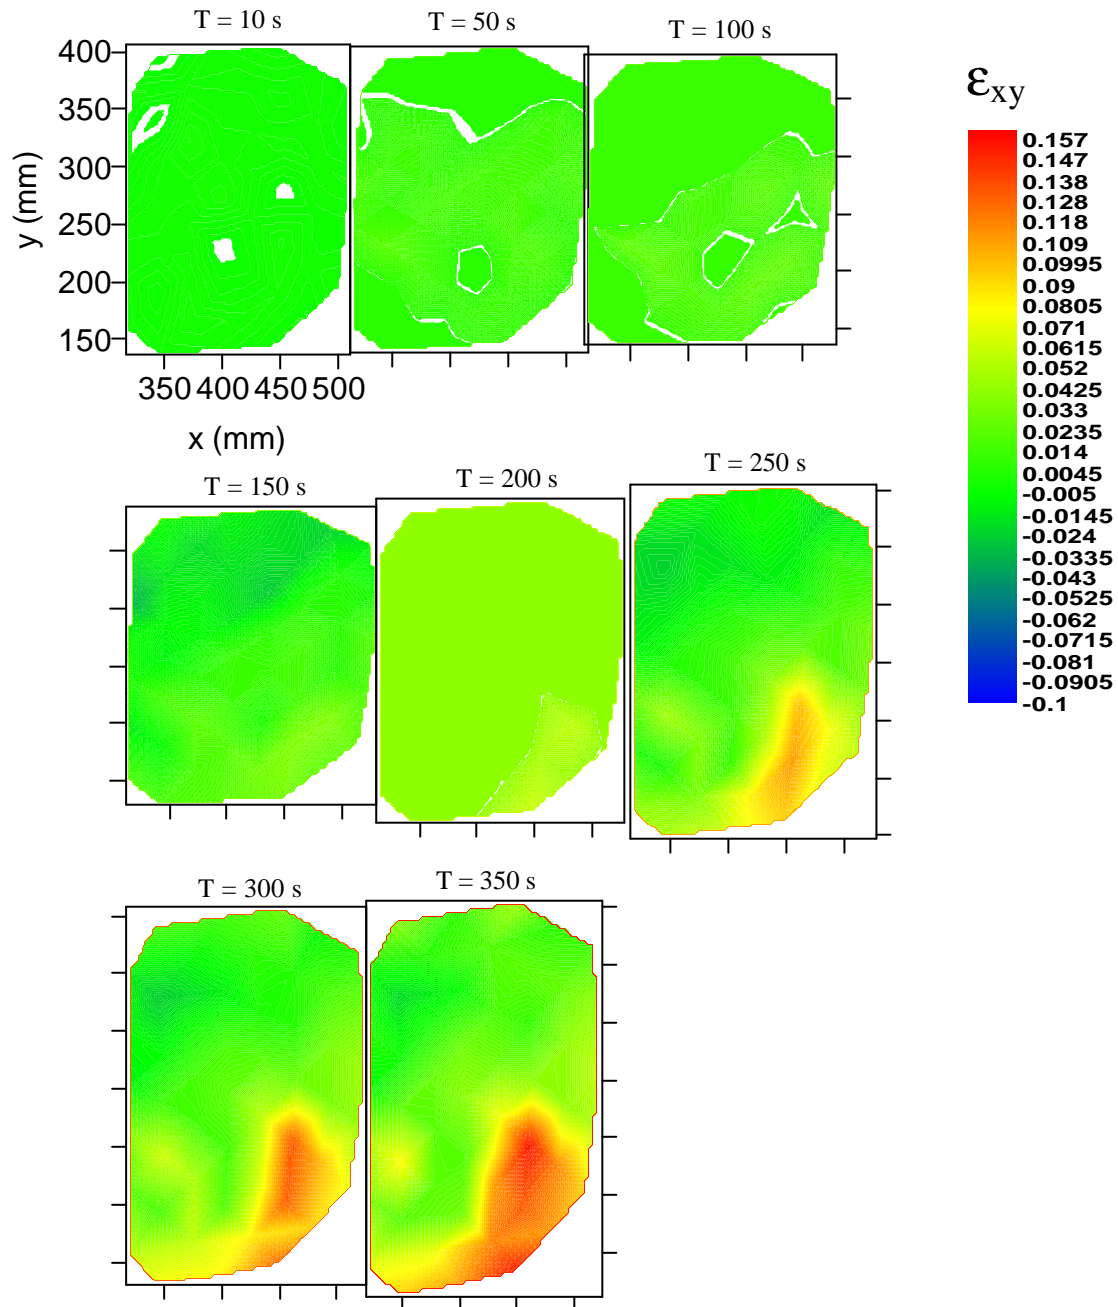 T = 10 s
T = 50 s
T = 100 s
400
350
300
250
200
150
y (mm)
350 400 450 500
x (mm)
εxy
0.157
0.147
0.138
0.128
0.118
0.109
0.0995
0.09
0.0805
0.071
0.0615
0.052
0.0425
0.033
0.0235
0.014
0.0045
-0.005
-0.0145
-0.024
-0.0335
-0.043
-0.0525
-0.062
-0.0715
-0.081
-0.0905
-0.1
T = 150 s
T = 200 s
T = 250 s
T = 300 s
T = 350 s